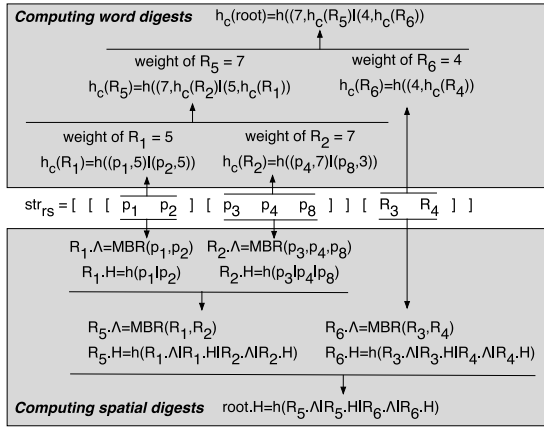 Computing word digests
h_c(root)=h((7,h_c(R_5)|(4,h_c(R_6))
weight of R_5 = 7
weight of R_6 = 4
h_c(R_5)=h((7,h_c(R_2)|(5,h_c(R_1))
h_c(R_6)=h((4,h_c(R_4))
weight of R_1 = 5
weight of R_2 = 7
h_c(R_1)=h((p_1,5)|(p_2,5))
h_c(R_2)=h((p_4,7)|(p_8,3))
str_rs = [ [ [ p_1 p_2 ] [ p_3 p_4 p_8 ] ] [ R_3 R_4 ] ]
R_1.Λ=MBR(p_1,p_2)
R_2.Λ=MBR(p_3,p_4,p_8)
R_1.H=h(p_1|p_2)
R_2.H=h(p_3|p_4|p_8)
R_5.Λ=MBR(R_1,R_2)
R_6.Λ=MBR(R_3,R_4)
R_5.H=h(R_1.Λ|R_1.H|R_2.Λ|R_2.H)
R_6.H=h(R_3.Λ|R_3.H|R_4.Λ|R_4.H)
Computing spatial digests
root.H=h(R_5.Λ|R_5.H|R_6.Λ|R_6.H)